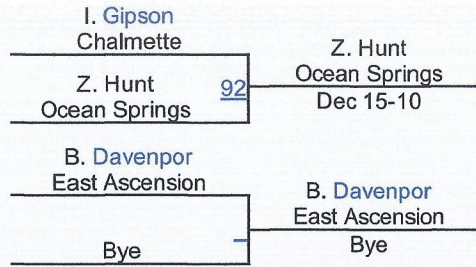 I. Gipson
Chalmette
Z. Hunt
Ocean Springs
92
Z. Hunt
Ocean Springs
Dec 15-10
B. Davenpor
East Ascension
Bye
B. Davenpor
East Ascension
Bye